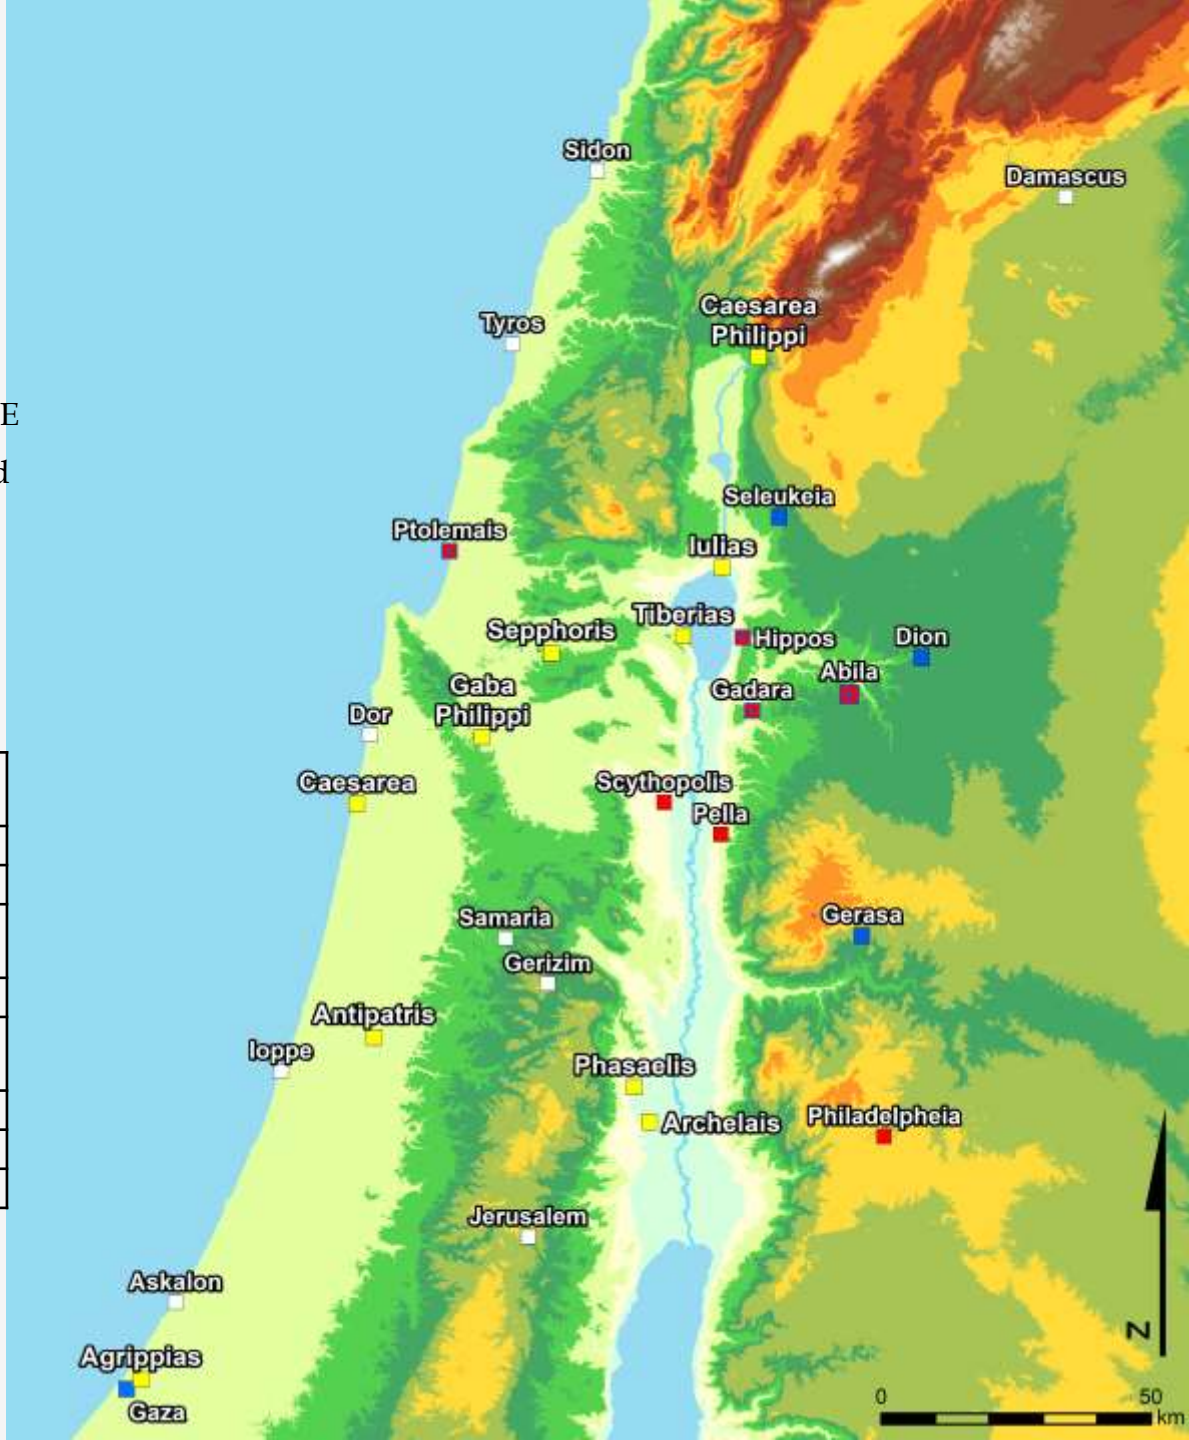 Sidon
Damascus
Caesarea
Philippi
Tyros
E
d
Seleukeia
Ptolemais
Iulias
Tiberias
Sepphoris
Hippos
Dion
Abila
Gaba
Philippi
Gadara
Dor
Caesarea
Scythopolis
Pella
Samaria
Gerasa
Gerizim
Antipatris
Ioppe
Phasaelis
Archelais
Philadelpheia
Jerusalem
Askalon
Agrippias
Gaza
N
0 50
km